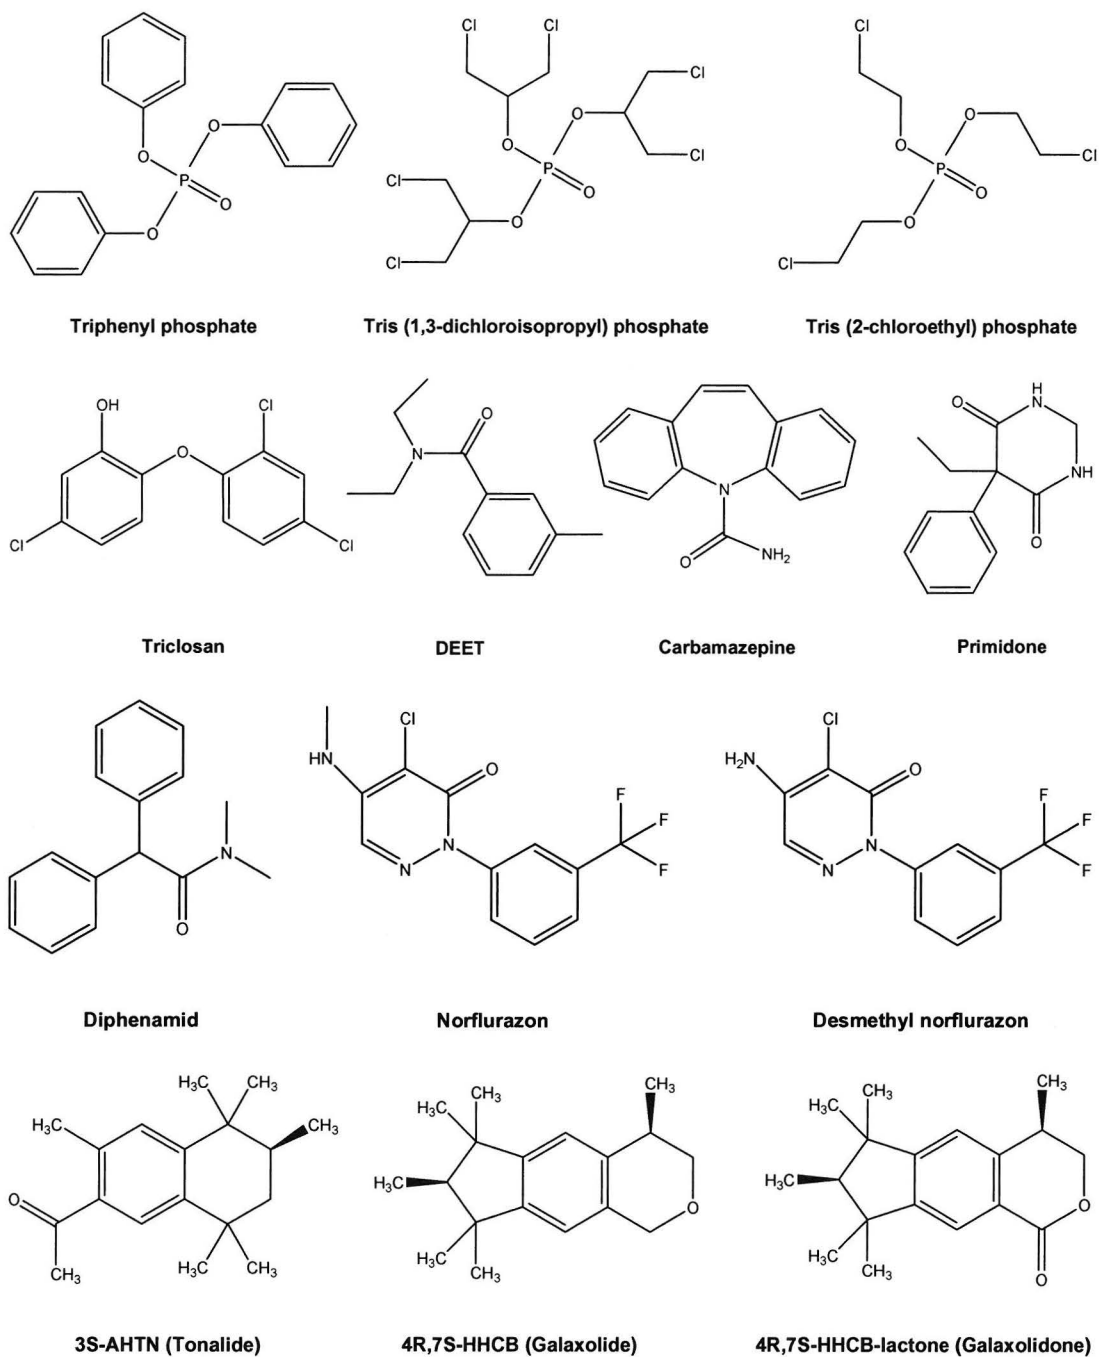 Cl Cl Cl
Cl
O O O
O O O Cl Cl
P O P O P O
Cl
O O O
Cl Cl
Triphenyl phosphate Tris (1,3-dichloroisopropyl) phosphate Tris (2-chloroethyl) phosphate
OH Cl O O H N
O N NH
N
Cl Cl O NH2 O
Triclosan DEET Carbamazepine Primidone
Cl Cl
HN O H2N O
F F F F
N N N
N F N F
O
Diphenamid Norflurazon Desmethyl norflurazon
H3C CH3 CH3 CH3
H3C CH3 H3C CH3 H3C CH3
H3C H3C
O O O
H3C CH3 H3C CH3 H3C CH3
CH3 O
3S-AHTN (Tonalide) 4R,7S-HHCB (Galaxolide) 4R,7S-HHCB-lactone (Galaxolidone)